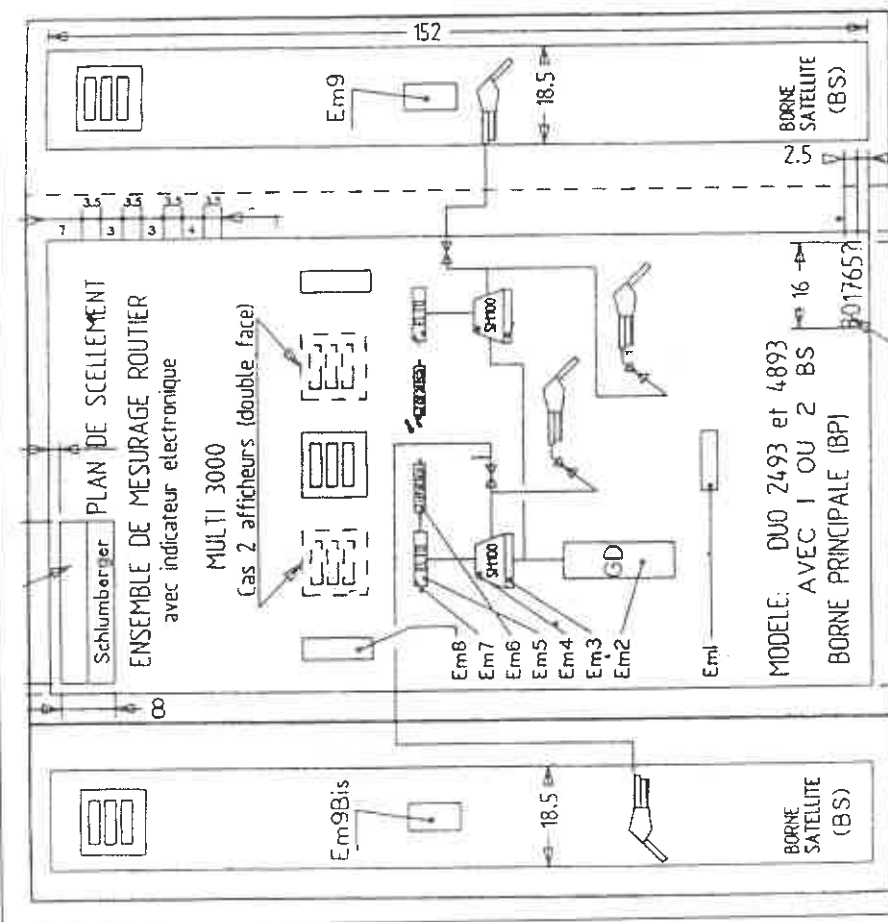 152
Em9
18.5
BORNE
SATELLITE
(BS)
2.5
3.5
3.5
3.5
3.5
7
3
3
4
Schlumberger
PLAN DE SCELLEMENT
ENSEMBLE DE MESURAGE ROUTIER
avec indicateur electronique
MULTI 3000
Cas 2 afficheurs (double face)
SM100
SM100
GD
Em8
Em7
Em6
Em5
Em4
Em3
Em2
Em1
MODELE: DUO 2493 et 4893
AVEC 1 OU 2 BS
BORNE PRINCIPALE (BP)
16
8
Em9Bis
18.5
BORNE
SATELLITE
(BS)